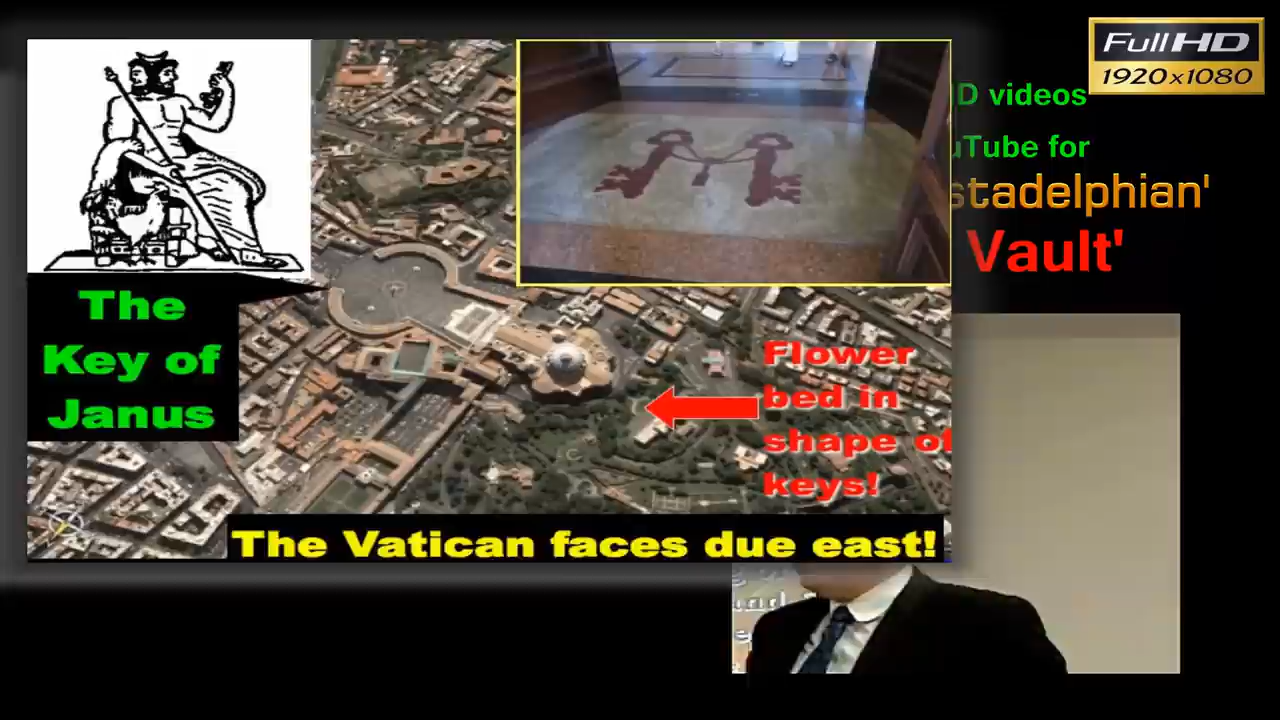 FullHD
1920x1080
D videos
uTube for
stadelphian'
Vault'
The
Key of
Janus
Flower
bed in
shape of
keys!
The Vatican faces due east!